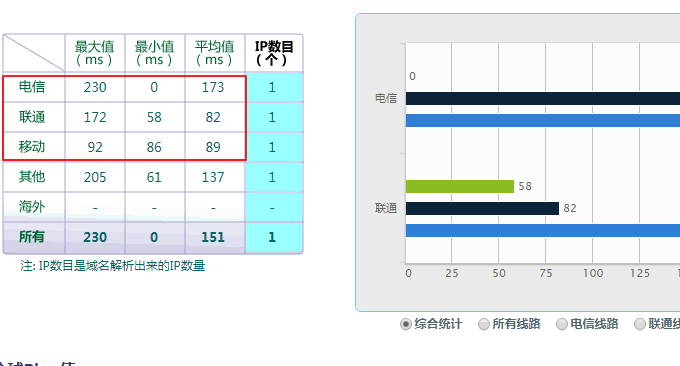 最大值 最小值 平均值 IP数目
（ms） （ms） （ms） （个）
电信 230 0 173 1
联通 172 58 82 1
移动 92 86 89 1
其他 205 61 137 1
海外 - - - -
所有 230 0 151 1
注: IP数目是域名解析出来的IP数量
0
电信
58
联通 82
0 25 50 75 100 125
综合统计 所有线路 电信线路 联通